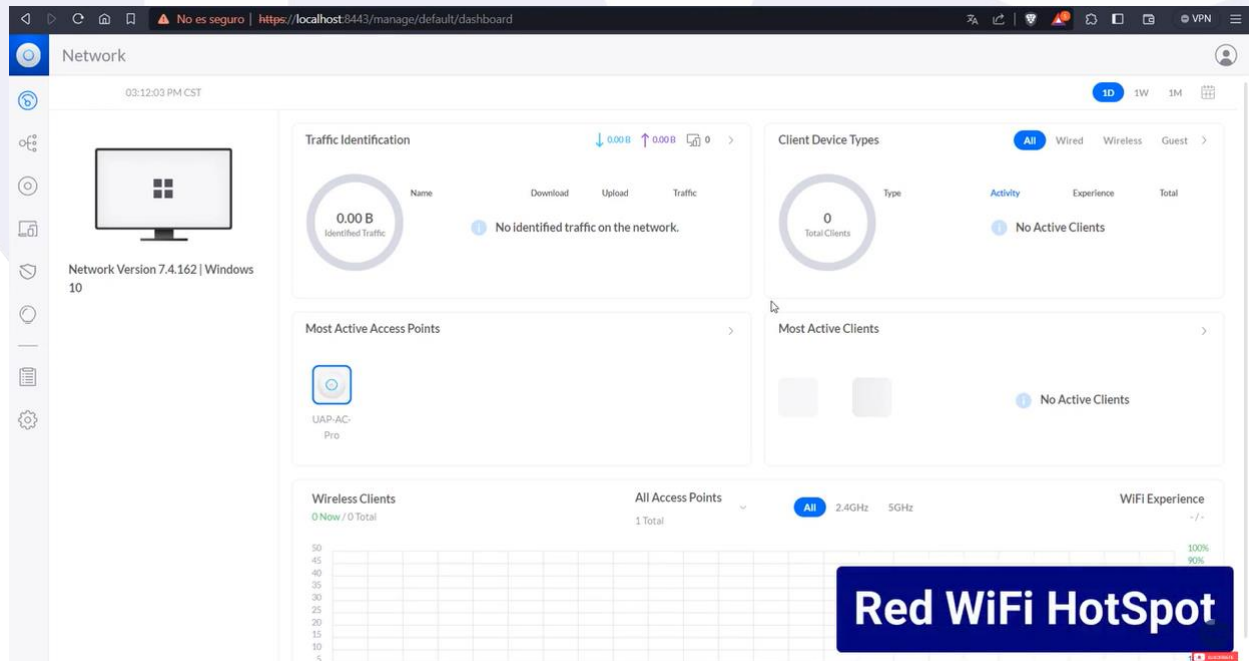 No es seguro | https://localhost:8443/manage/default/dashboard
VPN
Network
03:12:03 PM CST
1D 1W 1M
Network Version 7.4.162 | Windows
10
Traffic Identification
0.00 B 0.00 B 0
Name Download Upload Traffic
0.00 B
Identified Traffic
No identified traffic on the network.
Client Device Types
All Wired Wireless Guest
Type Activity Experience Total
0
Total Clients
No Active Clients
Most Active Access Points
UAP-AC-
Pro
Most Active Clients
No Active Clients
Wireless Clients
0 Now / 0 Total
All Access Points
1 Total
All 2.4GHz 5GHz
WiFi Experience
- / -
50
45
40
35
30
25
20
15
10
5
100%
90%
Red WiFi HotSpot